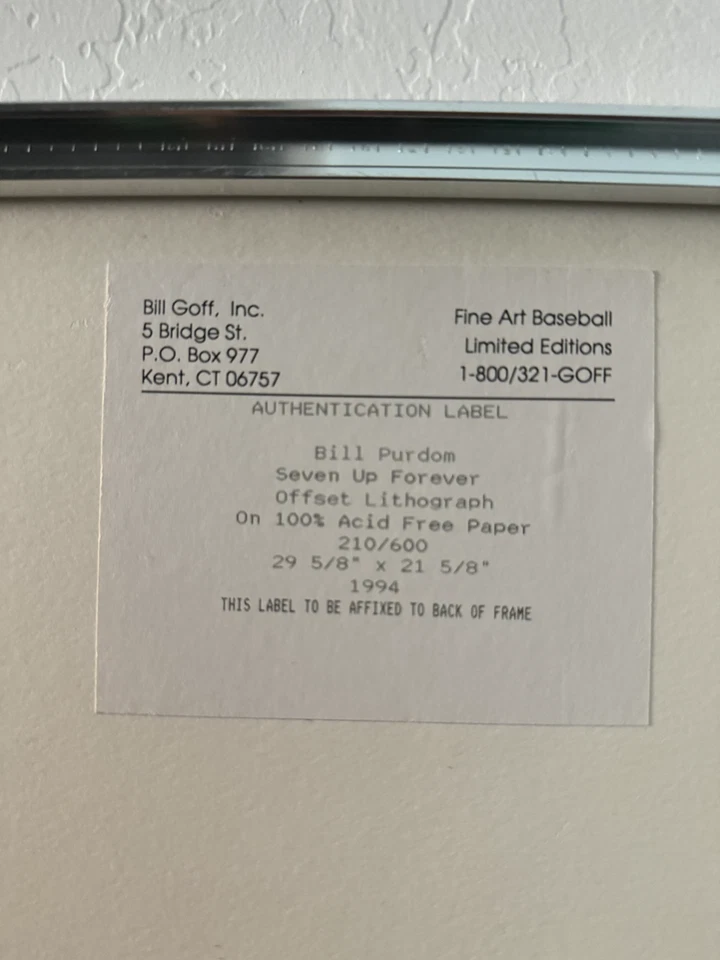 Bill Goff, Inc.
5 Bridge St.
P.O. Box 977
Kent, CT 06757
Fine Art Baseball
Limited Editions
1-800/321-GOFF
AUTHENTICATION LABEL
Bill Purdom
Seven Up Forever
Offset Lithograph
On 100% Acid Free Paper
210/600
29 5/8" x 21 5/8"
1994
THIS LABEL TO BE AFFIXED TO BACK OF FRAME